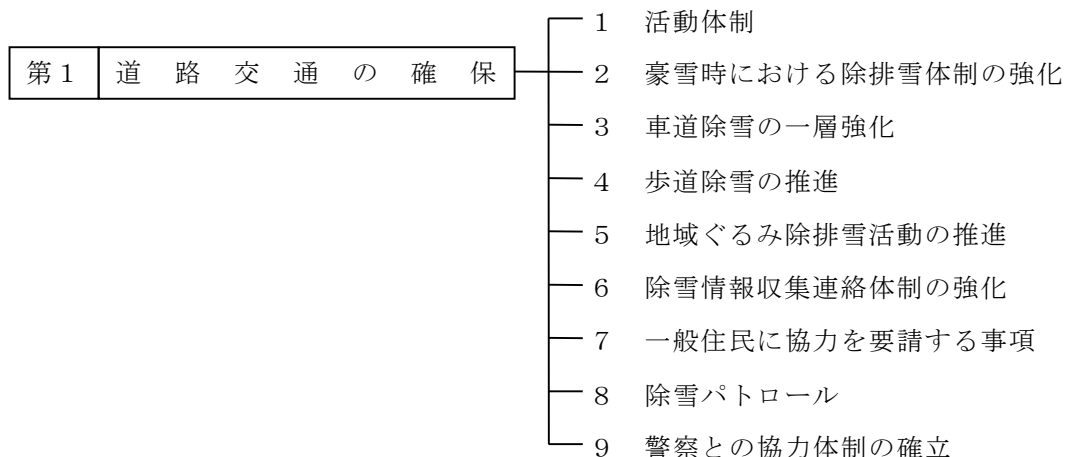 1 活動体制
第1 道路交通の確保
2 豪雪時における除排雪体制の強化
3 車道除雪の一層強化
4 歩道除雪の推進
5 地域ぐるみ除排雪活動の推進
6 除雪情報収集連絡体制の強化
7 一般住民に協力を要請する事項
8 除雪パトロール
9 警察との協力体制の確立